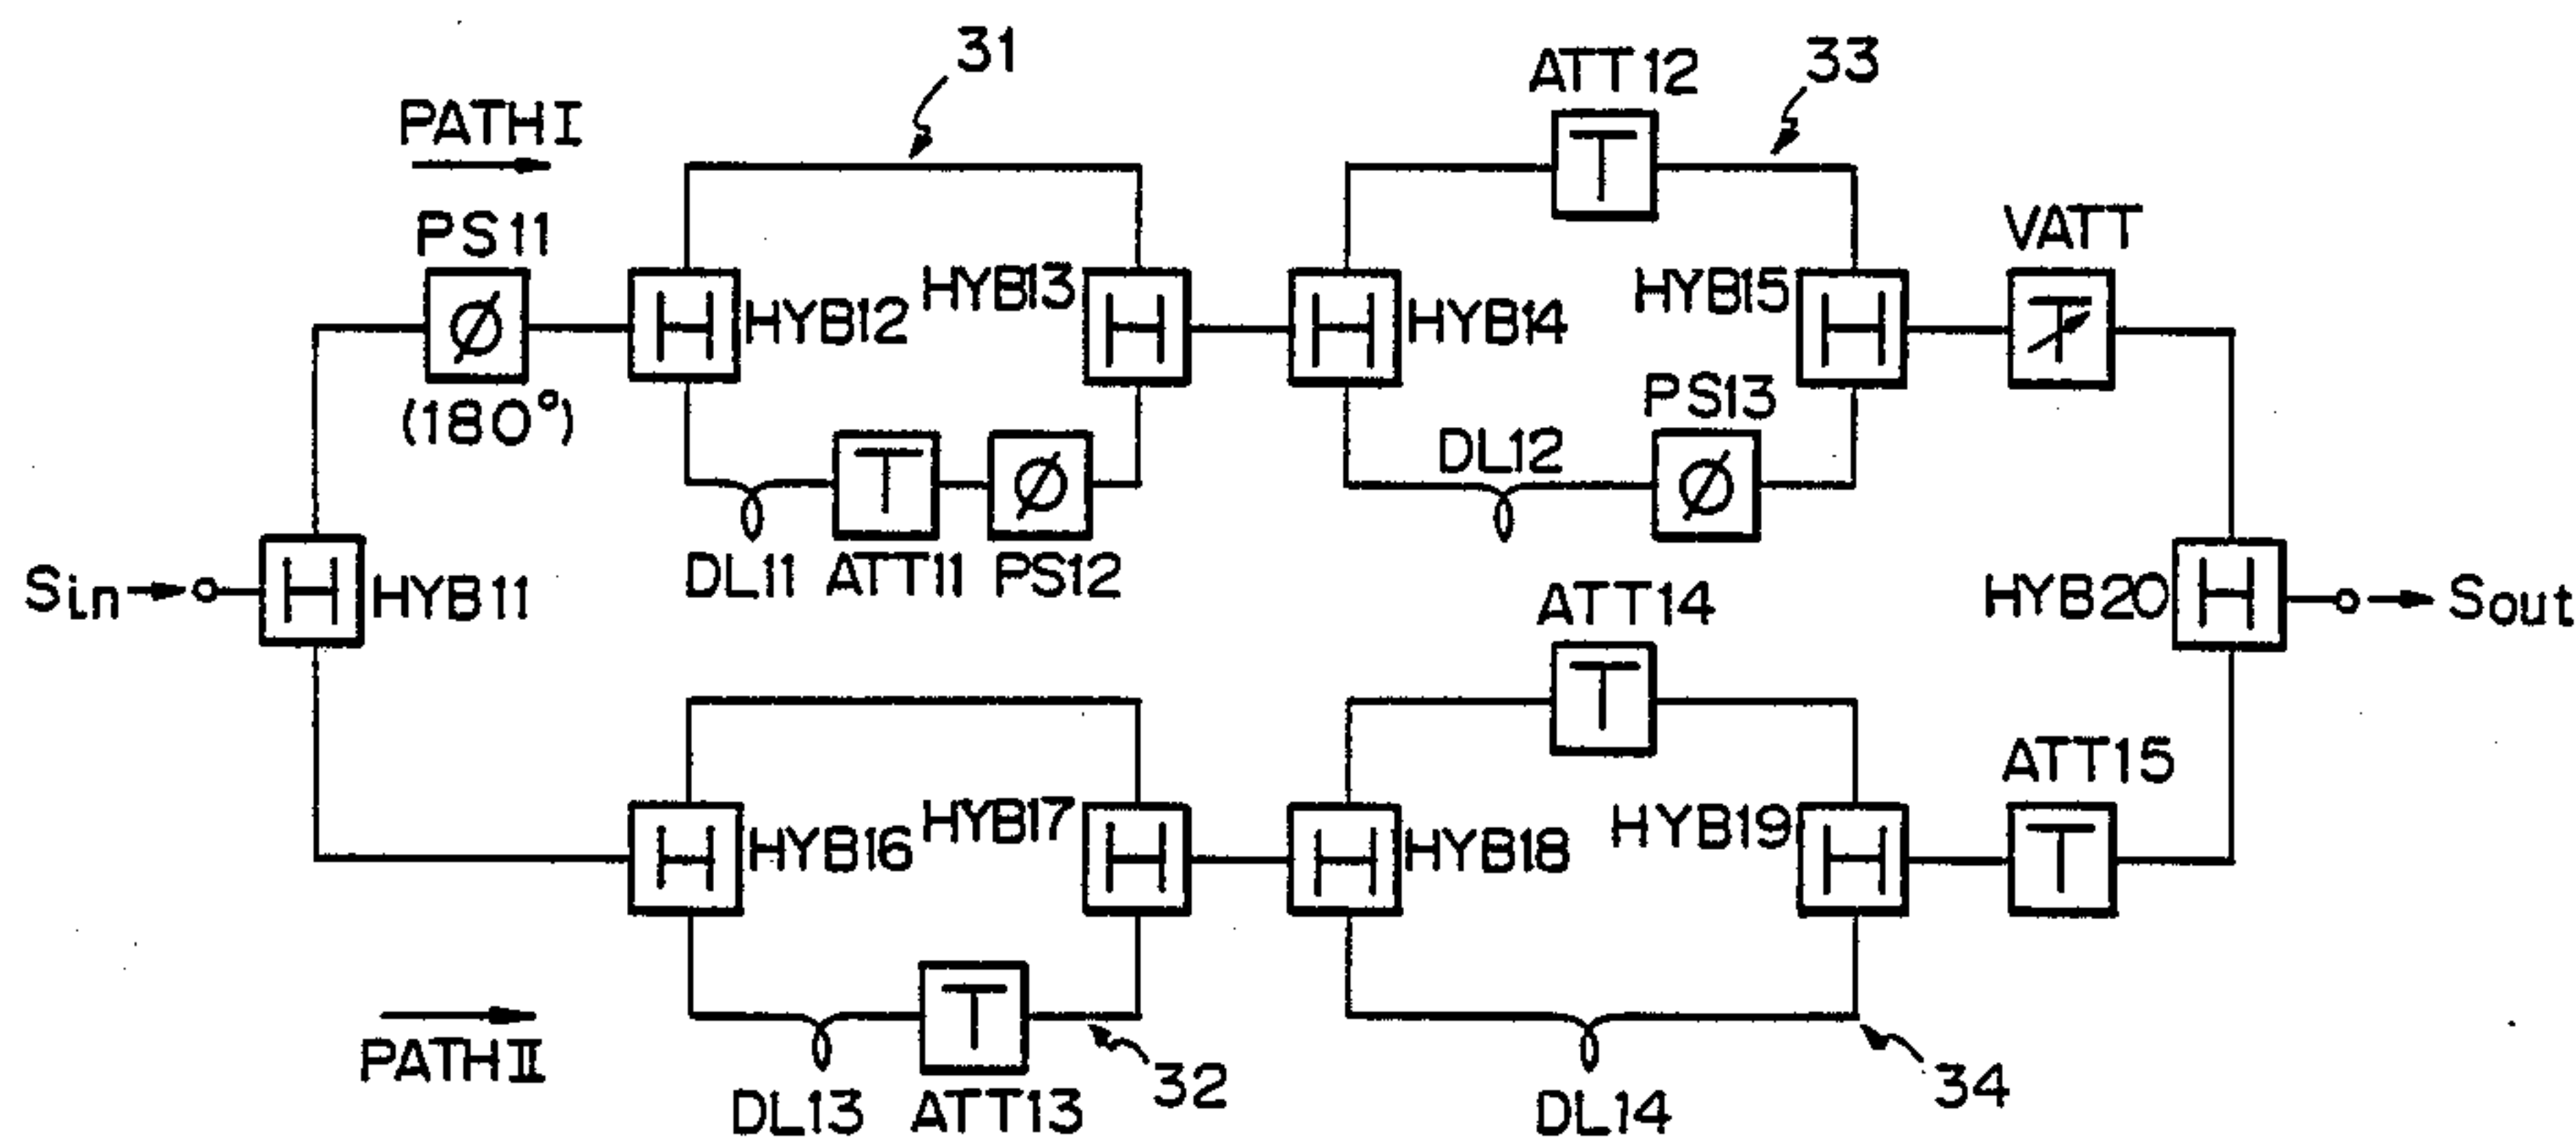 31
ATT12
33
PATH I
PS11
VATT
HYB12
HYB13
HYB14
HYB15
(180°)
DL12
PS13
DL11
ATT11
PS12
Sin
HYB11
ATT14
HYB20
Sout
ATT15
HYB16
HYB17
HYB18
HYB19
PATH II
DL13
ATT13
32
DL14
34